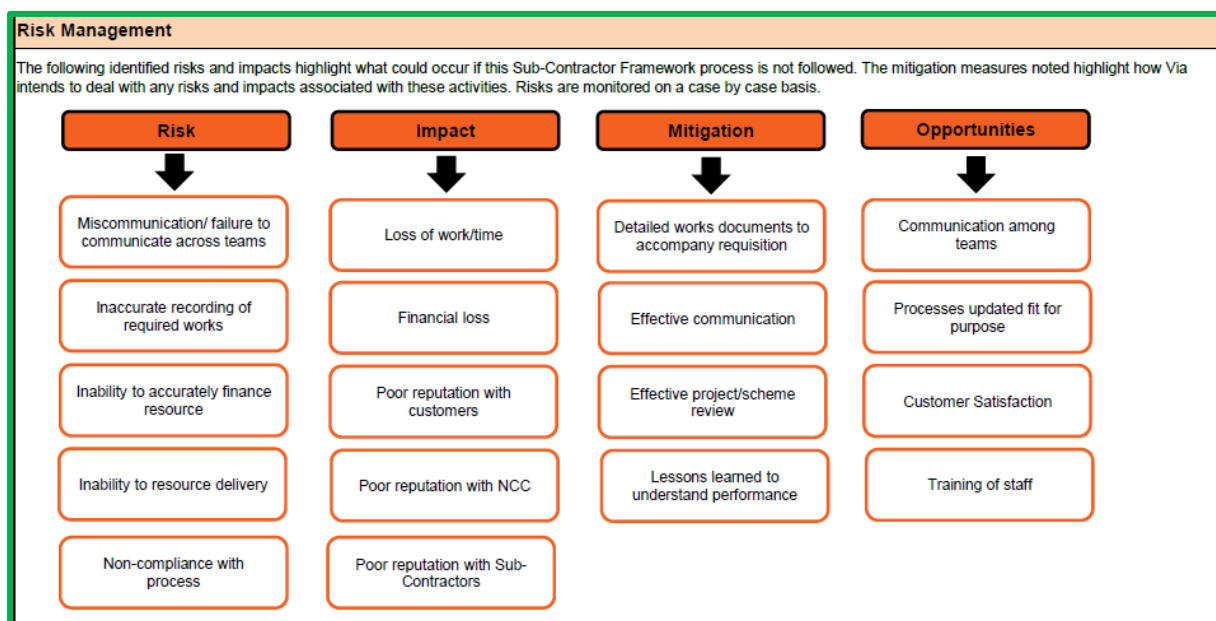 Risk Management
The following identified risks and impacts highlight what could occur if this Sub-Contractor Framework process is not followed. The mitigation measures noted highlight how Via
intends to deal with any risks and impacts associated with these activities. Risks are monitored on a case by case basis.
Risk
Impact
Mitigation
Opportunities
Miscommunication/ failure to
communicate across teams
Loss of work/time
Detailed works documents to
accompany requisition
Communication among
teams
Inaccurate recording of
required works
Financial loss
Effective communication
Processes updated fit for
purpose
Inability to accurately finance
resource
Poor reputation with
customers
Effective project/scheme
review
Customer Satisfaction
Inability to resource delivery
Poor reputation with NCC
Lessons learned to
understand performance
Training of staff
Non-compliance with
process
Poor reputation with Sub-
Contractors